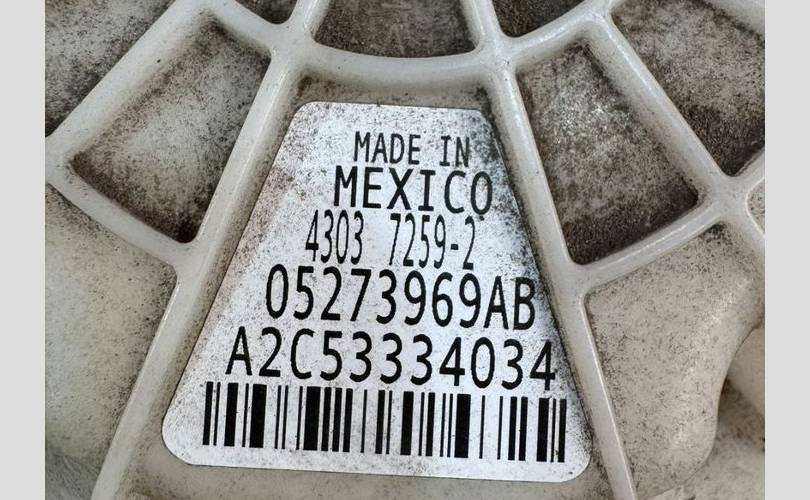 MADE IN
MEXICO
4303 7259-2
05273969AB
A2C53334034